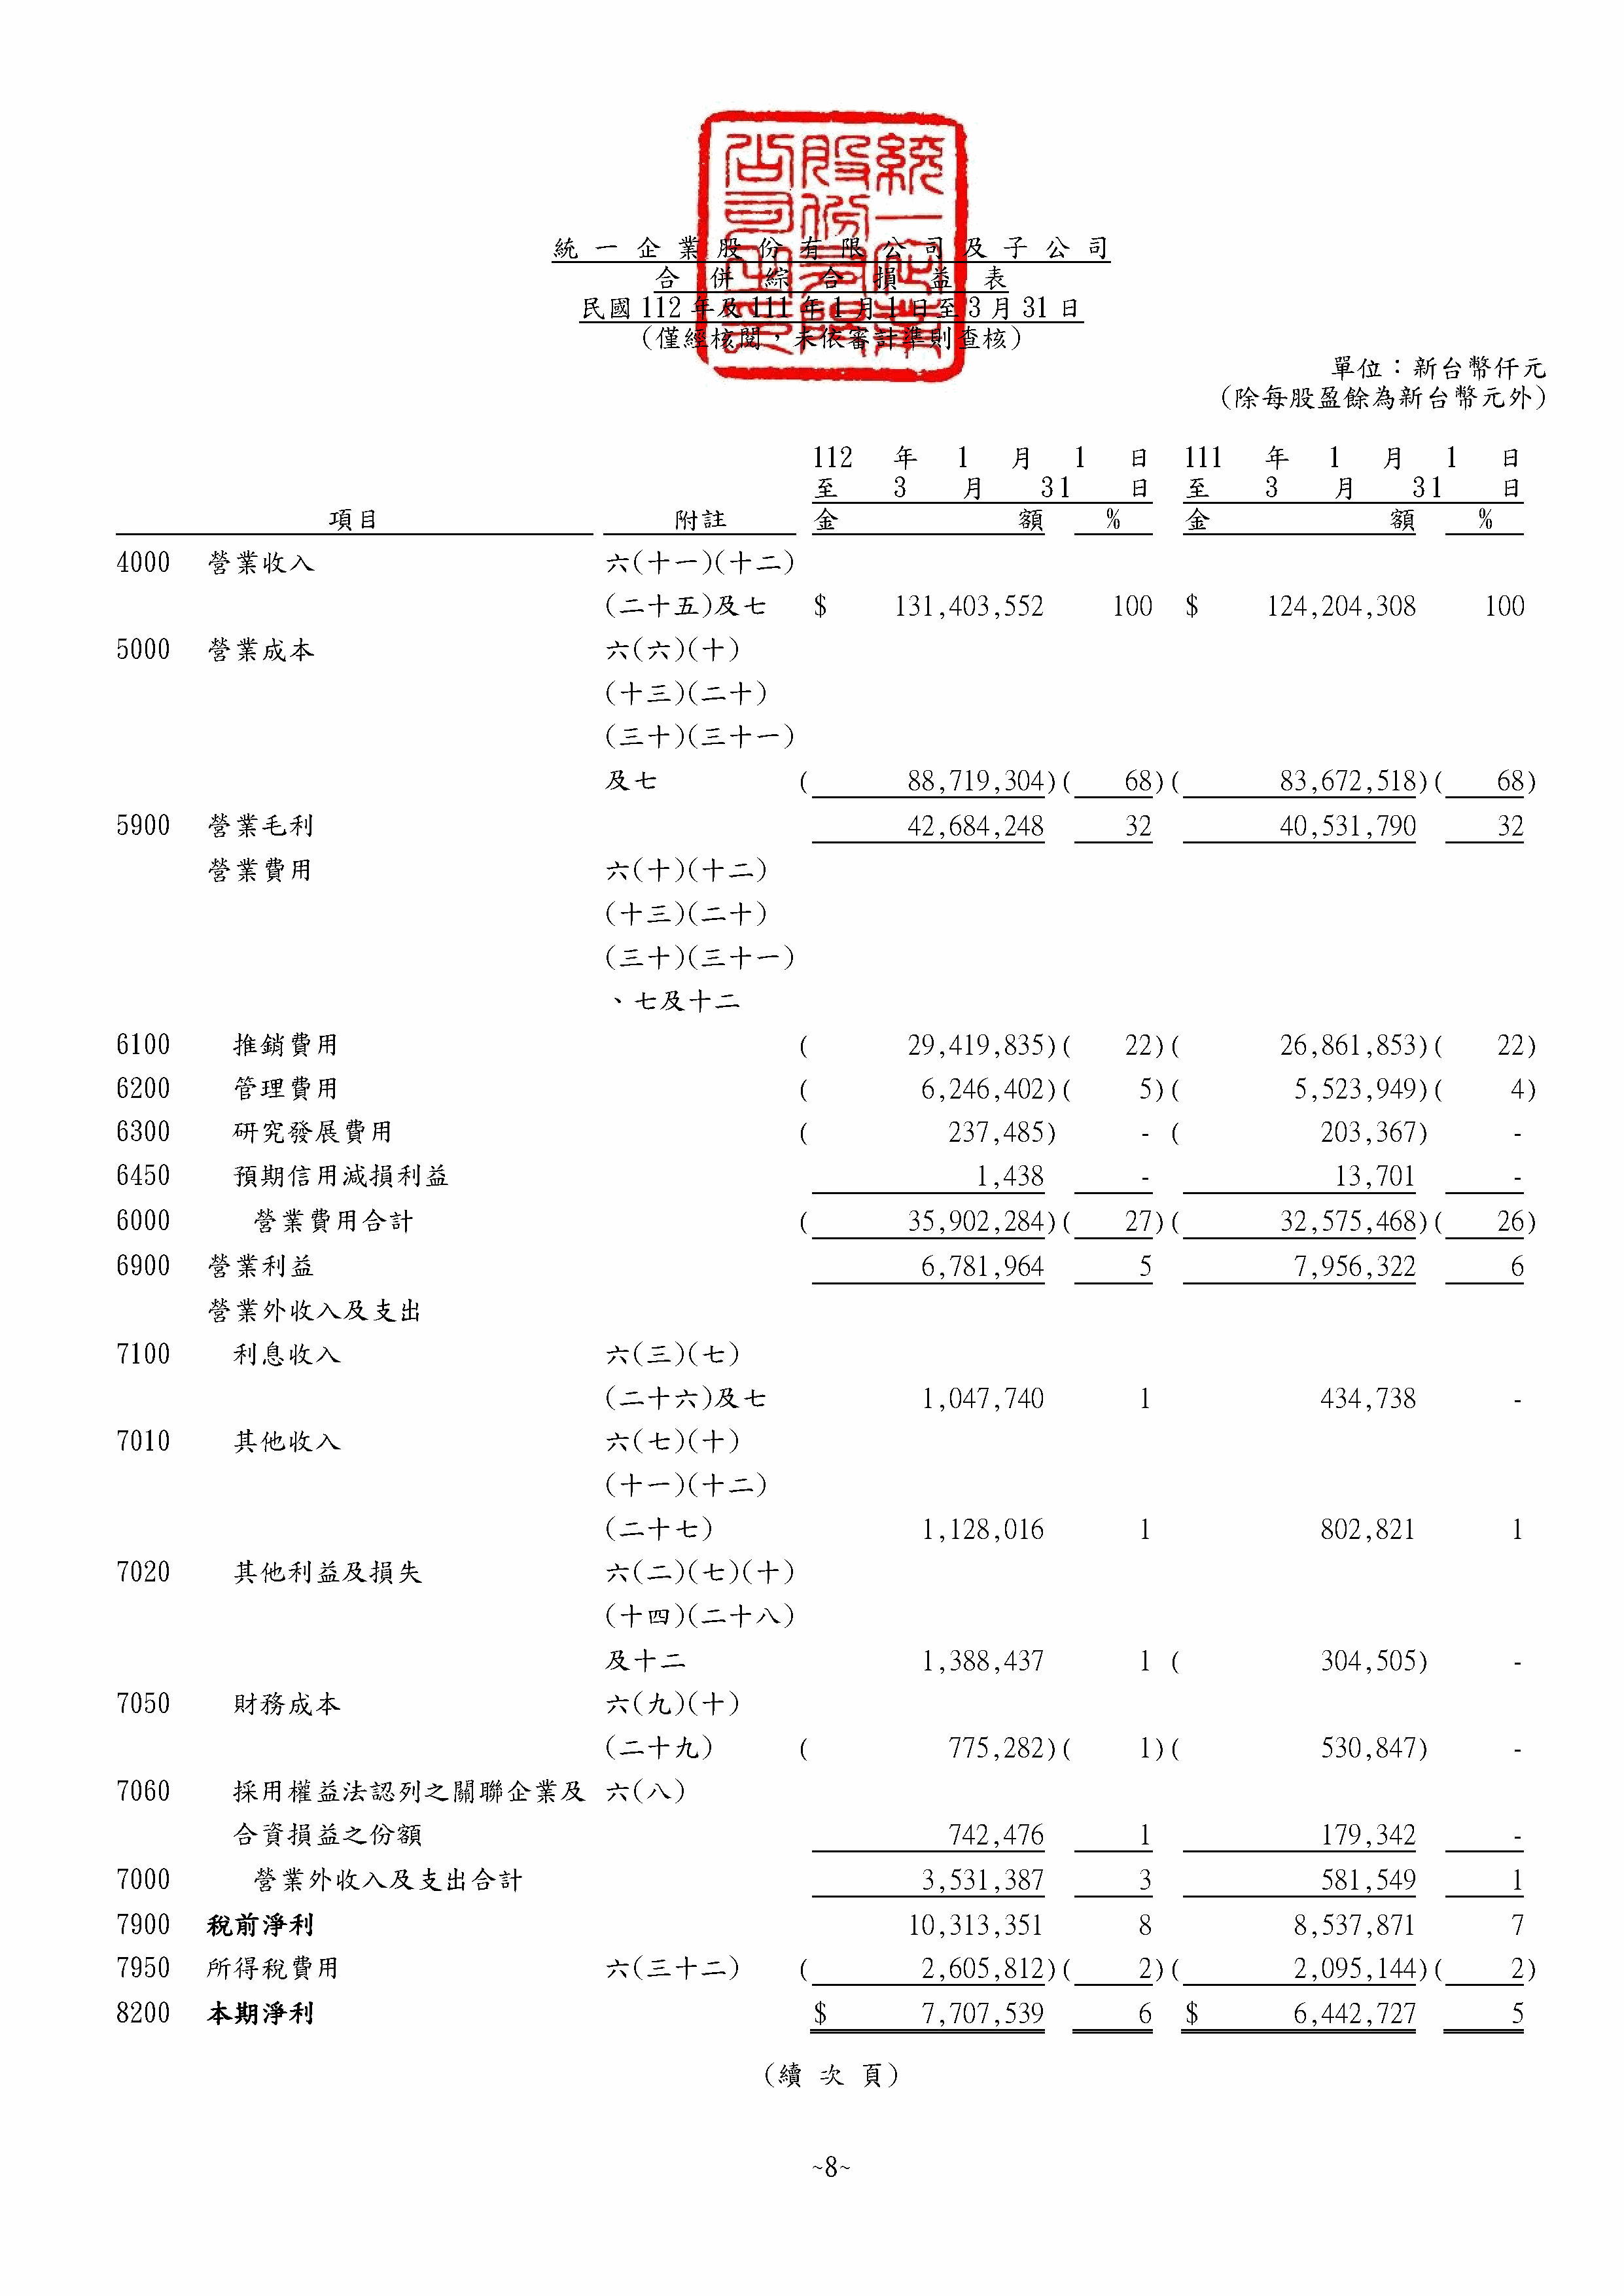 統一企業股份有限公司及子公司
合併綜合損益表
民國112年及111年1月1日至3月31日
(僅經核閱，未依審計準則查核)
單位：新台幣仟元
(除每股盈餘為新台幣元外)
112 年 1 月 1 日 111 年 1 月 1 日
至 3 月 31 日 至 3 月 31 日
項目 附註 金 額 % 金 額 %
4000 營業收入 六(十一)(十二)
(二十五)及七 $ 131,403,552 100 $ 124,204,308 100
5000 營業成本 六(六)(十)
(十三)(二十)
(三十)(三十一)
及七 ( 88,719,304)( 68)( 83,672,518)( 68)
5900 營業毛利 42,684,248 32 40,531,790 32
營業費用 六(十)(十二)
(十三)(二十)
(三十)(三十一)
、七及十二
6100 推銷費用 ( 29,419,835)( 22)( 26,861,853)( 22)
6200 管理費用 ( 6,246,402)( 5)( 5,523,949)( 4)
6300 研究發展費用 ( 237,485) - ( 203,367) -
6450 預期信用減損利益 1,438 - 13,701 -
6000 營業費用合計 ( 35,902,284)( 27)( 32,575,468)( 26)
6900 營業利益 6,781,964 5 7,956,322 6
營業外收入及支出
7100 利息收入 六(三)(七)
(二十六)及七 1,047,740 1 434,738 -
7010 其他收入 六(七)(十)
(十一)(十二)
(二十七) 1,128,016 1 802,821 1
7020 其他利益及損失 六(二)(七)(十)
(十四)(二十八)
及十二 1,388,437 1 ( 304,505) -
7050 財務成本 六(九)(十)
(二十九) ( 775,282)( 1)( 530,847) -
7060 採用權益法認列之關聯企業及 六(八)
合資損益之份額 742,476 1 179,342 -
7000 營業外收入及支出合計 3,531,387 3 581,549 1
7900 稅前淨利 10,313,351 8 8,537,871 7
7950 所得稅費用 六(三十二) ( 2,605,812)( 2)( 2,095,144)( 2)
8200 本期淨利 $ 7,707,539 6 $ 6,442,727 5
(續次頁)
~8~